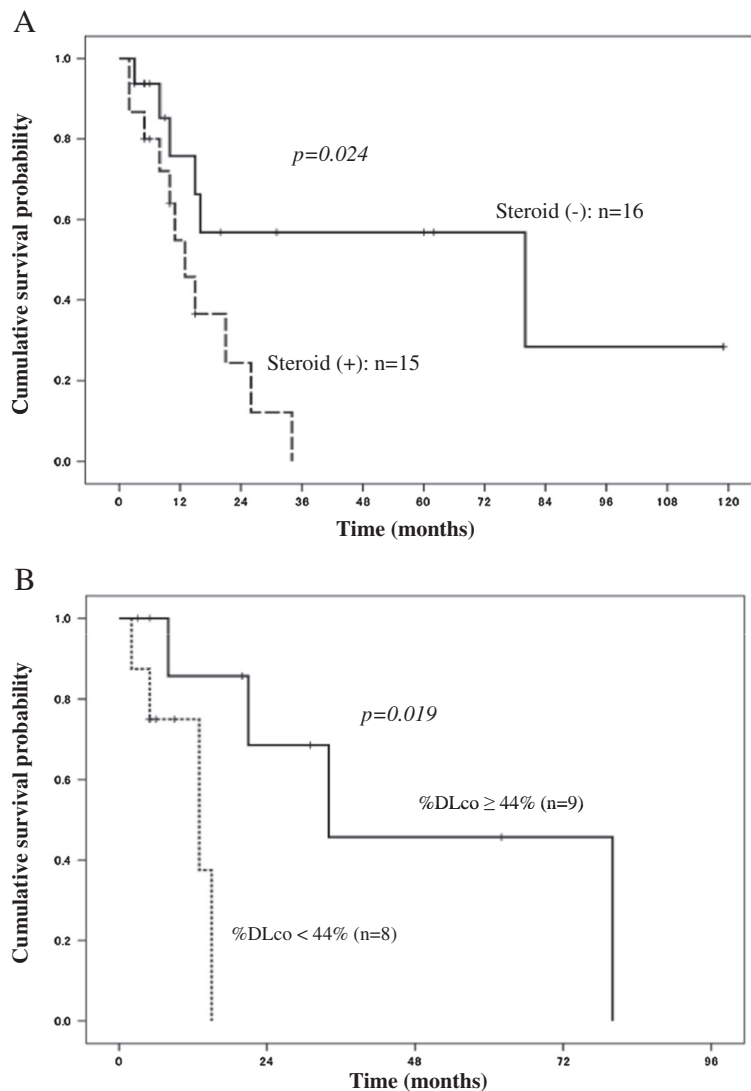 A
Cumulative survival probability
1.0
0.8
0.6
0.4
0.2
0.0
p=0.024
Steroid (-): n=16
Steroid (+): n=15
0 12 24 36 48 60 72 84 96 108 120
Time (months)
B
Cumulative survival probability
1.0
0.8
0.6
0.4
0.2
0.0
p=0.019
%DLco ≥ 44% (n=9)
%DLco < 44% (n=8)
0 24 48 72 96
Time (months)